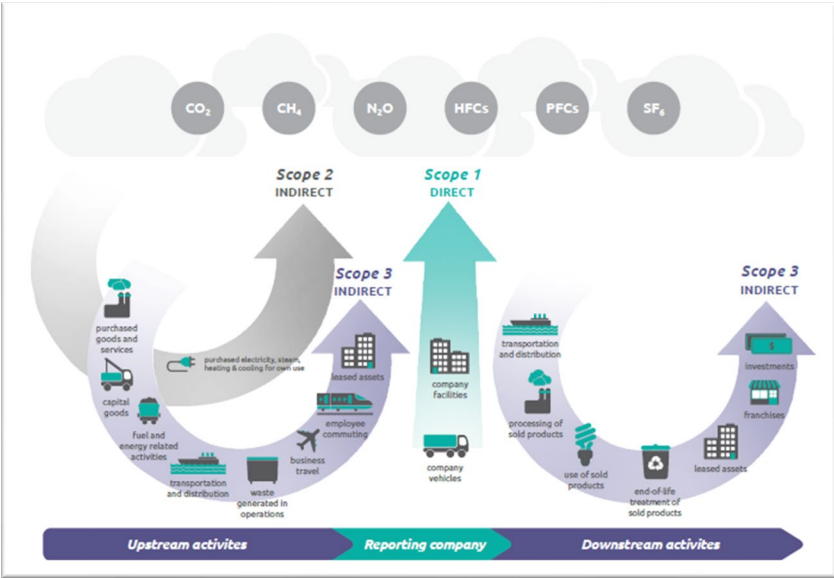 CO₂
CH₄
N₂O
HFCs
PFCs
SF₆
Scope 2
INDIRECT
Scope 1
DIRECT
Scope 3
INDIRECT
Scope 3
INDIRECT
purchased
goods and
services
capital
goods
fuel and
energy related
activities
transportation
and distribution
waste
generated in
operations
business
travel
employee
commuting
leased assets
purchased electricity, steam,
heating & cooling for own use
company
facilities
company
vehicles
transportation
and distribution
processing of
sold products
use of sold
products
end-of-life
treatment of
sold products
leased assets
franchises
$
investments
Upstream activites
Reporting company
Downstream activites